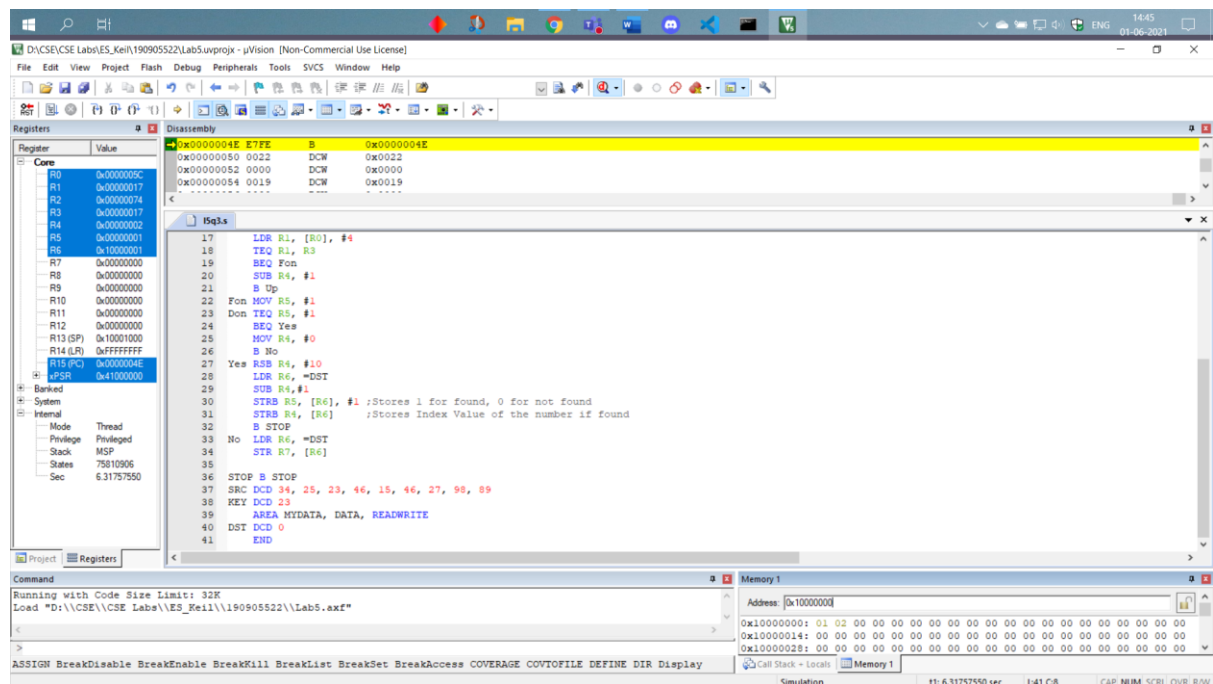 14:45
ENG
01-06-2021
D:\CSE\CSE Labs\ES_Keil\190905522\Lab5.uvprojx - µVision [Non-Commercial Use License]
File Edit View Project Flash Debug Peripherals Tools SVCS Window Help
Registers
Register Value
Core
R0 0x0000005C
R1 0x00000017
R2 0x00000074
R3 0x00000017
R4 0x00000002
R5 0x00000001
R6 0x10000001
R7 0x00000000
R8 0x00000000
R9 0x00000000
R10 0x00000000
R11 0x00000000
R12 0x00000000
R13 (SP) 0x10001000
R14 (LR) 0xFFFFFFFF
R15 (PC) 0x0000004E
xPSR 0x41000000
Banked
System
Internal
Mode Thread
Privilege Privileged
Stack MSP
States 75810906
Sec 6.31757550
Project Registers
Disassembly
0x0000004E E7FE B 0x0000004E
0x00000050 0022 DCW 0x0022
0x00000052 0000 DCW 0x0000
0x00000054 0019 DCW 0x0019
l5q3.s
17 LDR R1, [R0], #4
18 TEQ R1, R3
19 BEQ Fon
20 SUB R4, #1
21 B Up
22 Fon MOV R5, #1
23 Don TEQ R5, #1
24 BEQ Yes
25 MOV R4, #0
26 B No
27 Yes RSB R4, #10
28 LDR R6, =DST
29 SUB R4,#1
30 STRB R5, [R6], #1 ;Stores 1 for found, 0 for not found
31 STRB R4, [R6] ;Stores Index Value of the number if found
32 B STOP
33 No LDR R6, =DST
34 STR R7, [R6]
35
36 STOP B STOP
37 SRC DCD 34, 25, 23, 46, 15, 46, 27, 98, 89
38 KEY DCD 23
39 AREA MYDATA, DATA, READWRITE
40 DST DCD 0
41 END
Command
Running with Code Size Limit: 32K
Load "D:\\CSE\\CSE Labs\\ES_Keil\\190905522\\Lab5.axf"
>
ASSIGN BreakDisable BreakEnable BreakKill BreakList BreakSet BreakAccess COVERAGE COVTOFILE DEFINE DIR Display
Memory 1
Address: 0x10000000
0x10000000: 01 02 00 00 00 00 00 00 00 00 00 00 00 00 00 00 00 00 00 00
0x10000014: 00 00 00 00 00 00 00 00 00 00 00 00 00 00 00 00 00 00 00 00
0x10000028: 00 00 00 00 00 00 00 00 00 00 00 00 00 00 00 00 00 00 00 00
Call Stack + Locals Memory 1
Simulation t1: 6.31757550 sec L:41 C:8 CAP NUM SCRL OVR R/W